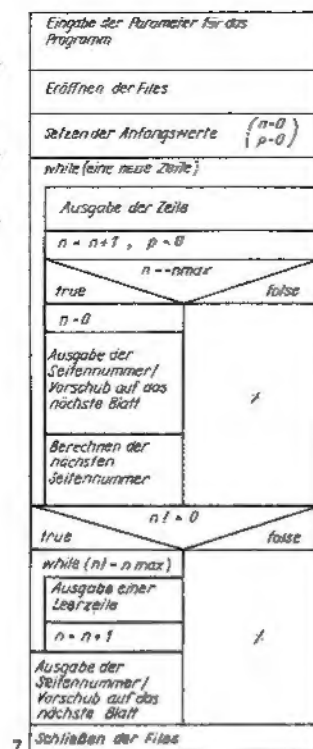 Eingabe der Parameter für das
Programm
Eröffnen der Files
Setzen der Anfangswerte (n=0
p=0)
while (eine neue Zeile)
Ausgabe der Zeile
n = n+1 , p = 0
n == nmax
true false
n = 0
Ausgabe der
Seitennummer/
Vorschub auf das
nächste Blatt
Berechnen der
nächsten
Seitennummer
n != 0
true false
while (n != nmax)
Ausgabe einer
Leerzeile
n = n + 1
Ausgabe der
Seitennummer/
Vorschub auf das
nächste Blatt
7 Schließen der Files